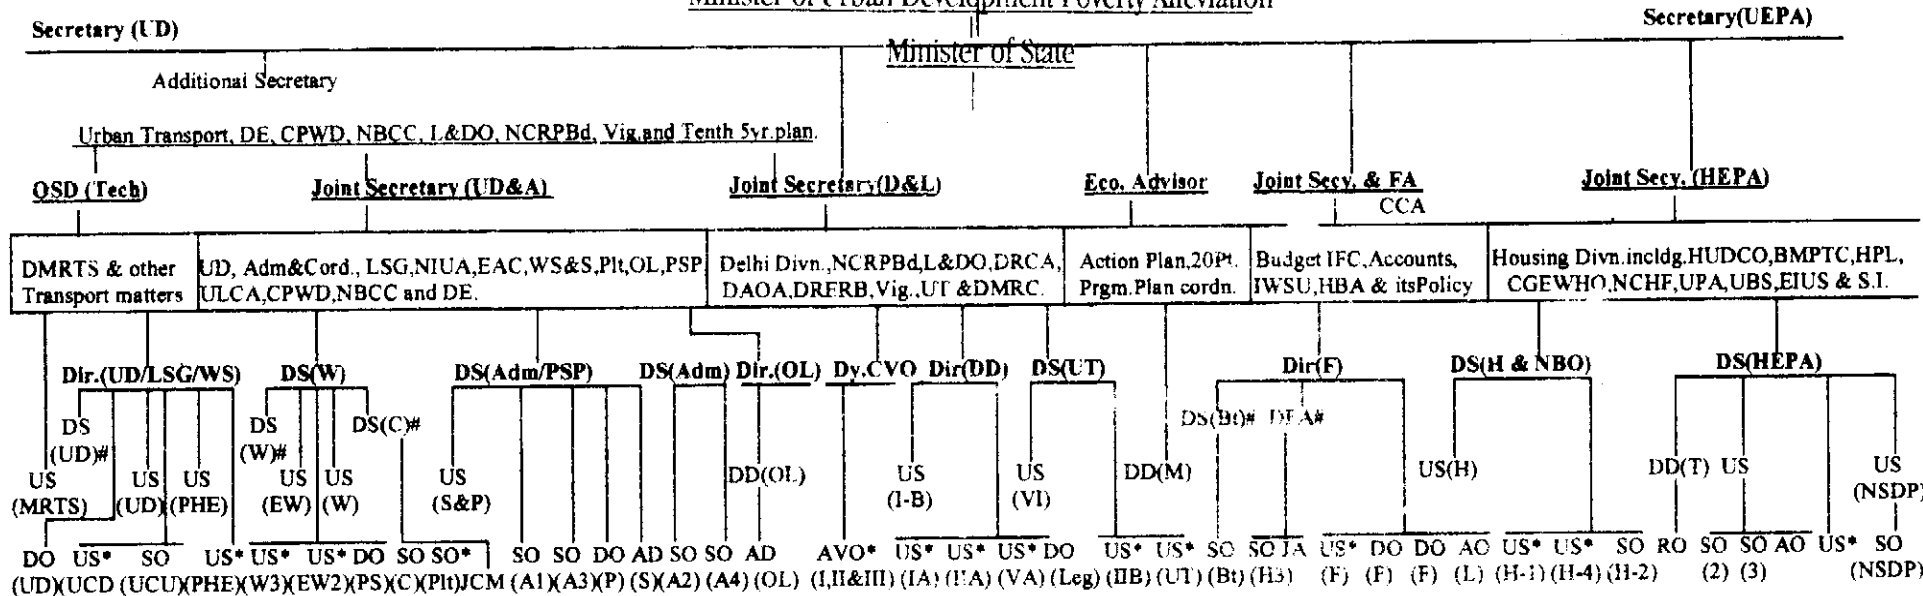 Minister of Urban Development Poverty Alleviation
Secretary (UD) Secretary(UEPA)
Minister of State
Additional Secretary
Urban Transport, DE, CPWD, NBCC, L&DO, NCRPBd, Vig.and Tenth 5yr.plan.
OSD (Tech) Joint Secretary (UD&A) Joint Secretary(D&L) Eco. Advisor Joint Secy. & FA Joint Secy. (HEPA)
CCA
DMRTS & other UD, Adm&Cord., LSG,NIUA,EAC,WS&S,Plt,OL,PSP Delhi Divn.,NCRPBd,L&DO,DRCA, Action Plan,20Pt. Budget IFC,Accounts, Housing Divn.incldg.HUDCO,BMPTC,HPL,
Transport matters ULCA,CPWD,NBCC and DE. DAOA,DRERB,Vig.,UT &DMRC. Prgm.Plan cordn. IWSU,HBA & itsPolicy CGEWHO,NCHF,UPA,UBS,EIUS & S.I.
Dir.(UD/LSG/WS) DS(W) DS(Adm/PSP) DS(Adm) Dir.(OL) Dy.CVO Dir(DD) DS(UT) Dir(F) DS(H & NBO) DS(HEPA)
DS DS DS(C)# DS(Bt)# DFA#
(UD)# (W)#
US US US US US US DD(OL) US US DD(M) US(H) DD(T) US US
(MRTS) (UD) (PHE) (EW) (W) (S&P) (I-B) (VI) (NSDP)
DO US* SO US* US* US* DO SO SO* SO SO DO AD SO SO AD AVO* US* US* US* DO US* US* SO SO JA US* DO DO AO US* US* SO RO SO SO AO US* SO
(UD)(UCD (UCU)(PHE)(W3)(EW2)(PS)(C)(Plt)JCM (A1)(A3)(P) (S)(A2) (A4)(OL) (I,II&III) (IA) (IIA) (VA) (Leg) (IIB) (UT) (Bt) (H3) (F) (F) (F) (L) (H-1) (H-4) (H-2) (2) (3) (NSDP)